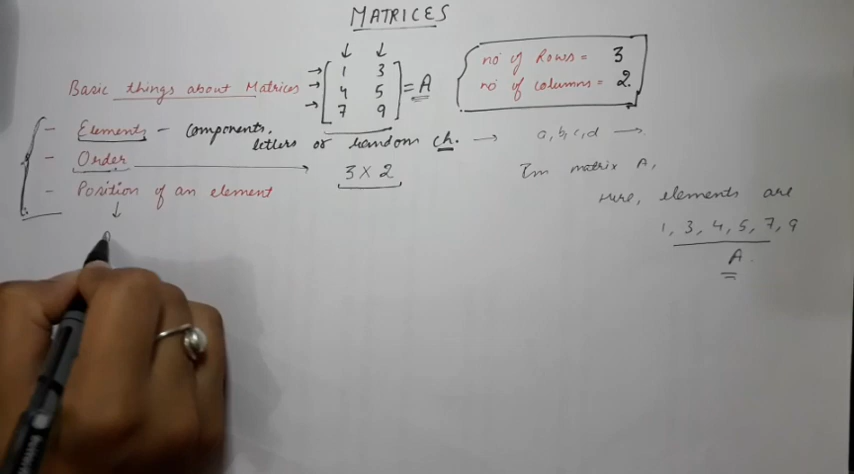 MATRICES
Basic things about Matrices
1 3
4 5
7 9
= A
no of Rows = 3
no of columns = 2
- Elements - components, letters or random ch. → a, b, c, d →
- Order → 3 x 2
- Position of an element
In matrix A,
Here, elements are
1, 3, 4, 5, 7, 9
A